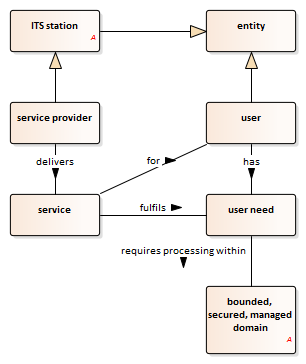 ITS station
A
entity
service provider
user
delivers
for
has
service
fulfils
user need
requires processing within
bounded,
secured, managed
domain
A